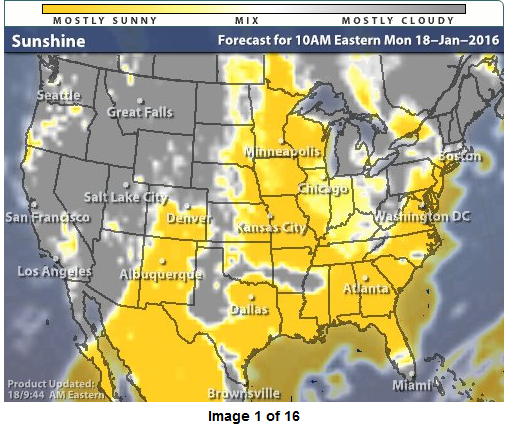 MOSTLY SUNNY MIX MOSTLY CLOUDY
Sunshine Forecast for 10AM Eastern Mon 18-Jan-2016
Seattle
Great Falls
Minneapolis
Boston
Salt Lake City
Chicago
San Francisco
Denver
Kansas City
Washington DC
Los Angeles
Albuquerque
Atlanta
Dallas
Product Updated:
18/9:44 AM Eastern
Brownsville
Miami
Image 1 of 16